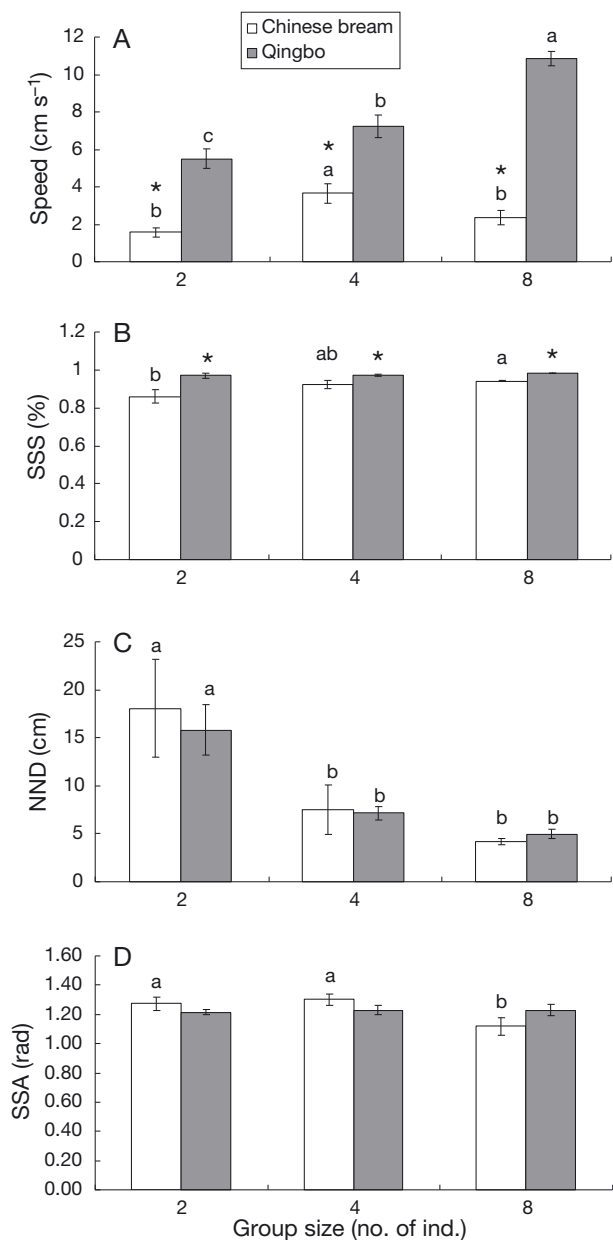 Chinese bream
Qingbo
A
Speed (cm s⁻¹)
12
10
8
6
4
2
0
* b
c
* a
b
* b
a
2 4 8
B
SSS (%)
1.2
1
0.8
0.6
0.4
0.2
0
b
*
ab
*
a
*
2 4 8
C
NND (cm)
25
20
15
10
5
0
a
a
b
b
b
b
2 4 8
D
SSA (rad)
1.60
1.40
1.20
1.00
0.80
0.60
0.40
0.20
0.00
a
a
b
2 4 8
Group size (no. of ind.)